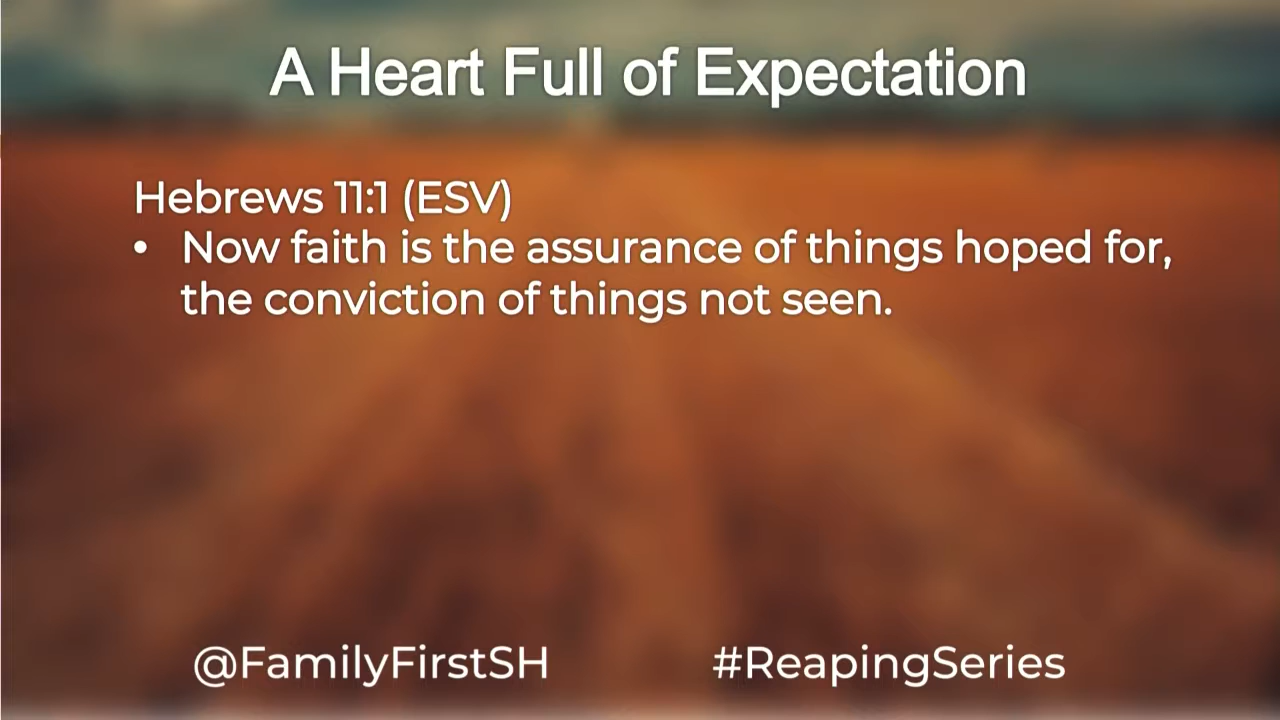 A Heart Full of Expectation
Hebrews 11:1 (ESV)
• Now faith is the assurance of things hoped for,
the conviction of things not seen.
@FamilyFirstSH #ReapingSeries